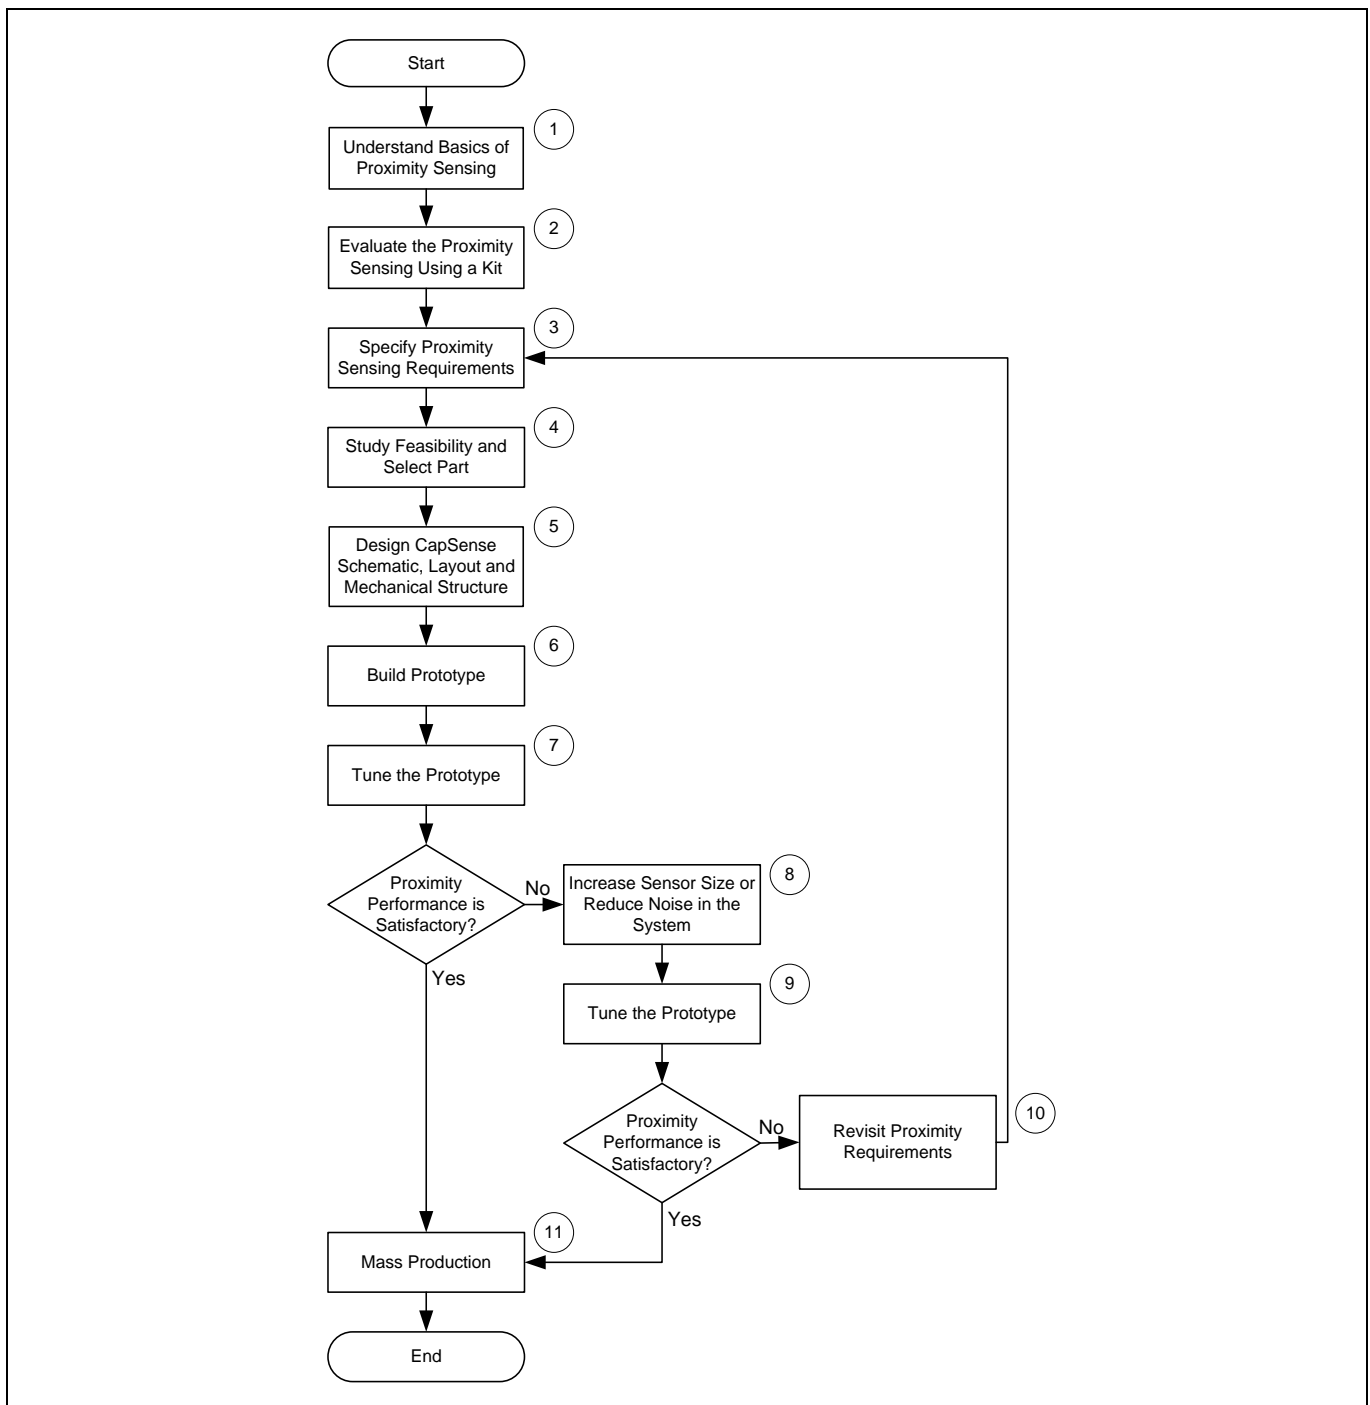 Start
1
Understand Basics of
Proximity Sensing
2
Evaluate the Proximity
Sensing Using a Kit
3
Specify Proximity
Sensing Requirements
4
Study Feasibility and
Select Part
5
Design CapSense
Schematic, Layout and
Mechanical Structure
6
Build Prototype
7
Tune the Prototype
Proximity
Performance is
Satisfactory?
No
Yes
8
Increase Sensor Size or
Reduce Noise in the
System
9
Tune the Prototype
Proximity
Performance is
Satisfactory?
No
Yes
10
Revisit Proximity
Requirements
11
Mass Production
End